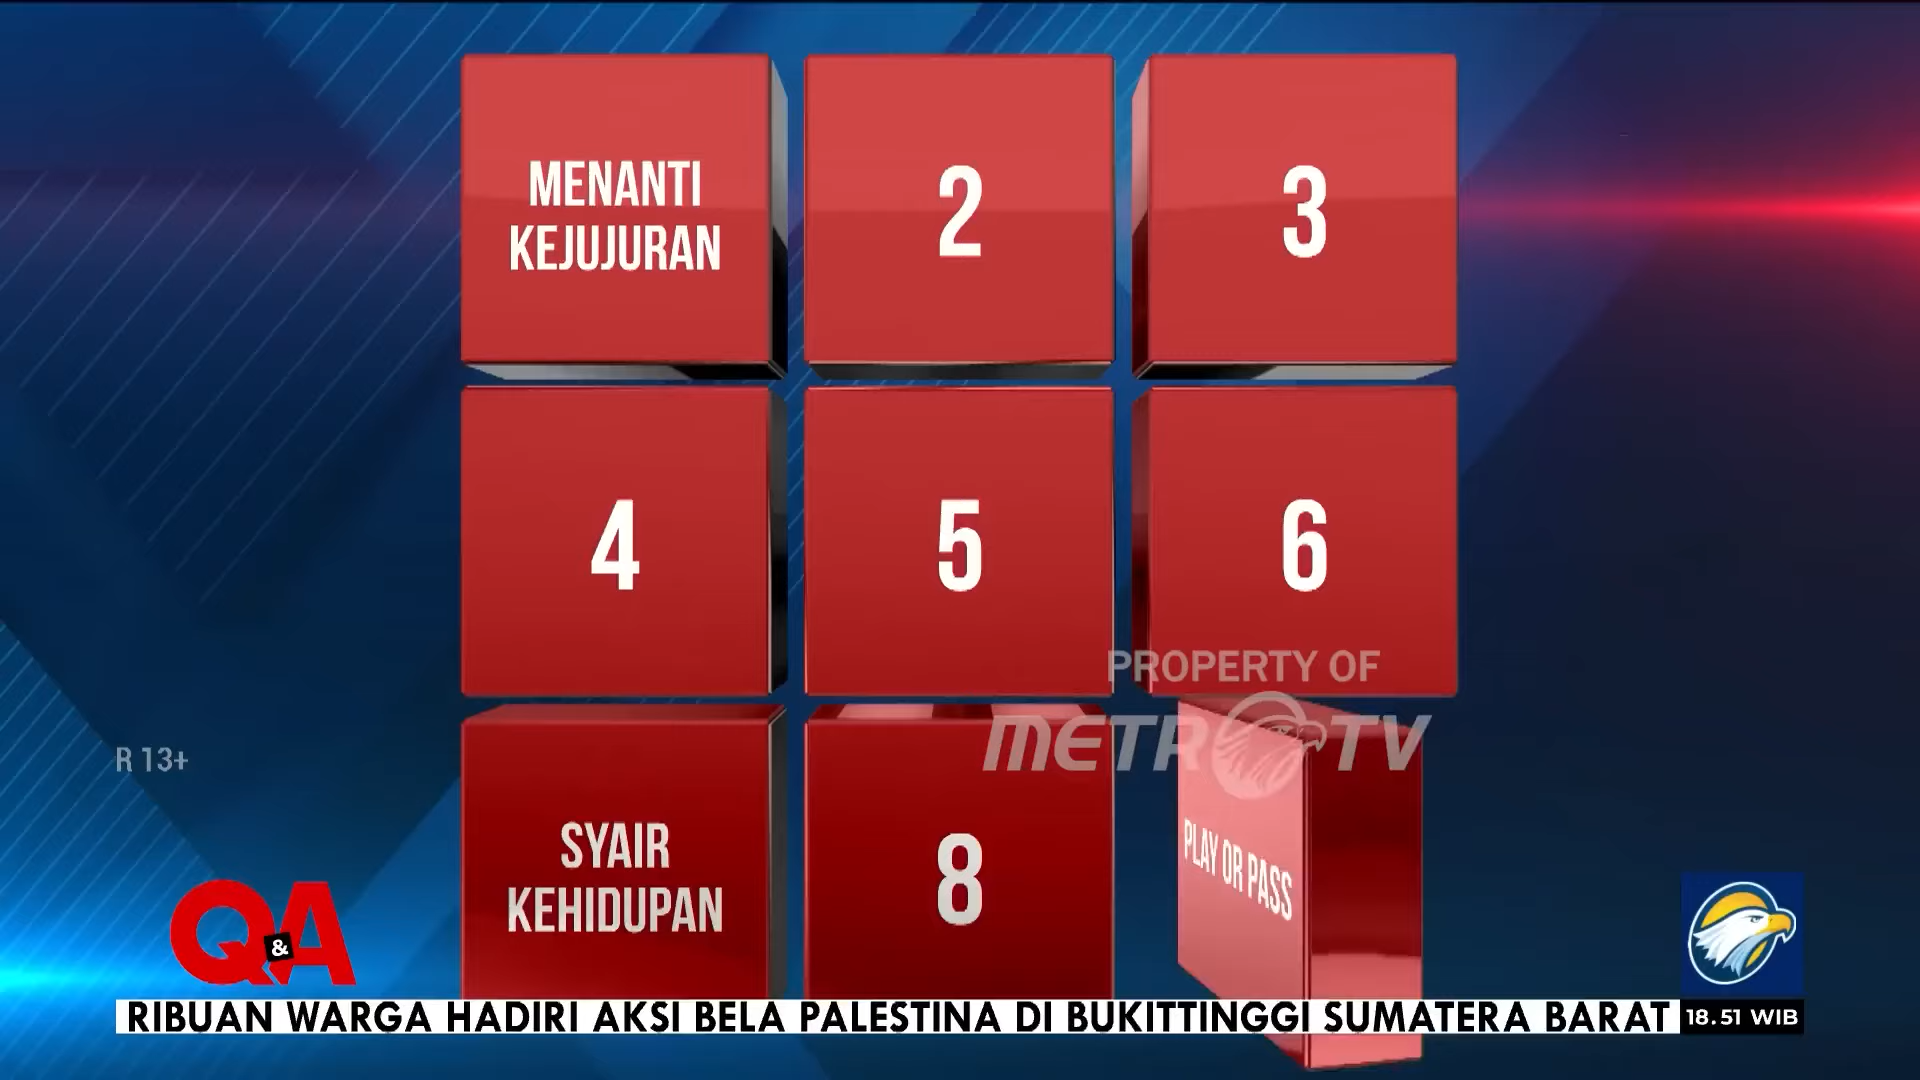 MENANTI
KEJUJURAN
2
3
4
5
6
PROPERTY OF
METRO TV
R 13+
SYAIR
KEHIDUPAN
8
PLAY OR PASS
Q&A
RIBUAN WARGA HADIRI AKSI BELA PALESTINA DI BUKITTINGGI SUMATERA BARAT
18.51 WIB